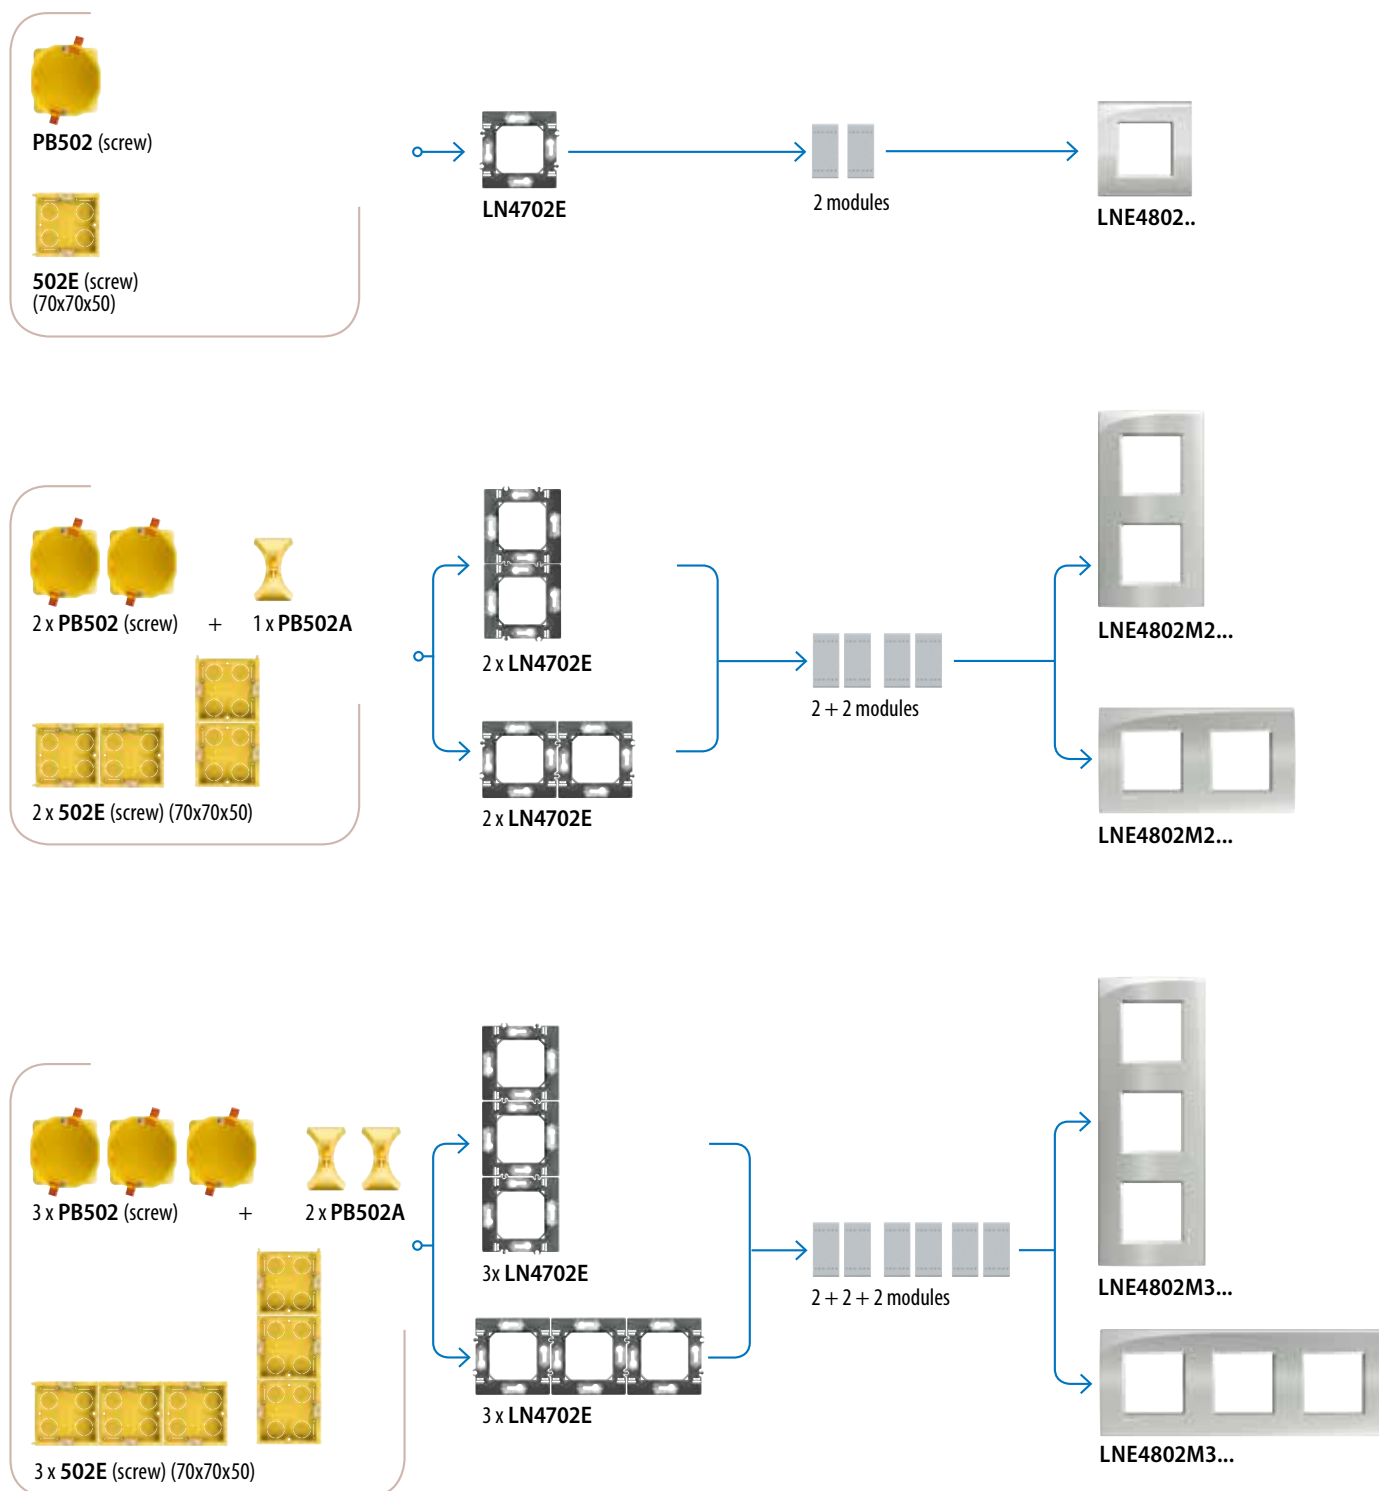 PB502 (screw)
502E (screw)
(70x70x50)
LN4702E
2 modules
LNE4802..
2 x PB502 (screw) + 1 x PB502A
2 x 502E (screw) (70x70x50)
2 x LN4702E
2 x LN4702E
2 + 2 modules
LNE4802M2...
LNE4802M2...
3 x PB502 (screw) + 2 x PB502A
3 x 502E (screw) (70x70x50)
3x LN4702E
3 x LN4702E
2 + 2 + 2 modules
LNE4802M3...
LNE4802M3...